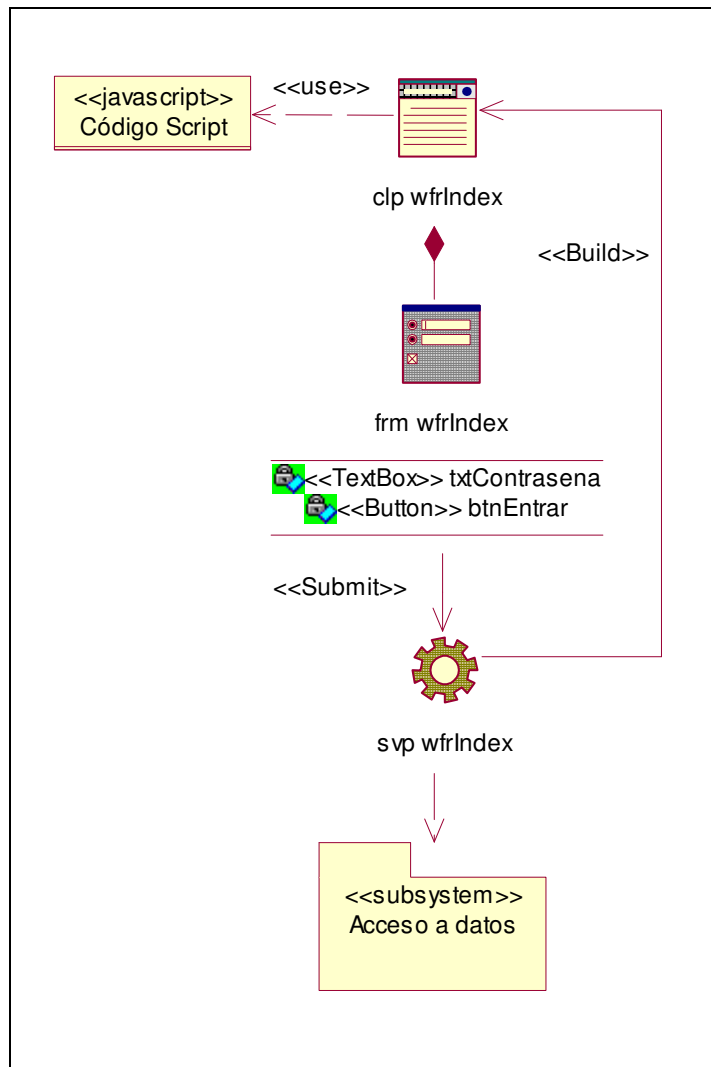 <<javascript>>
Código Script
<<use>>
clp wfrIndex
<<Build>>
frm wfrIndex
<<TextBox>> txtContrasena
<<Button>> btnEntrar
<<Submit>>
svp wfrIndex
<<subsystem>>
Acceso a datos